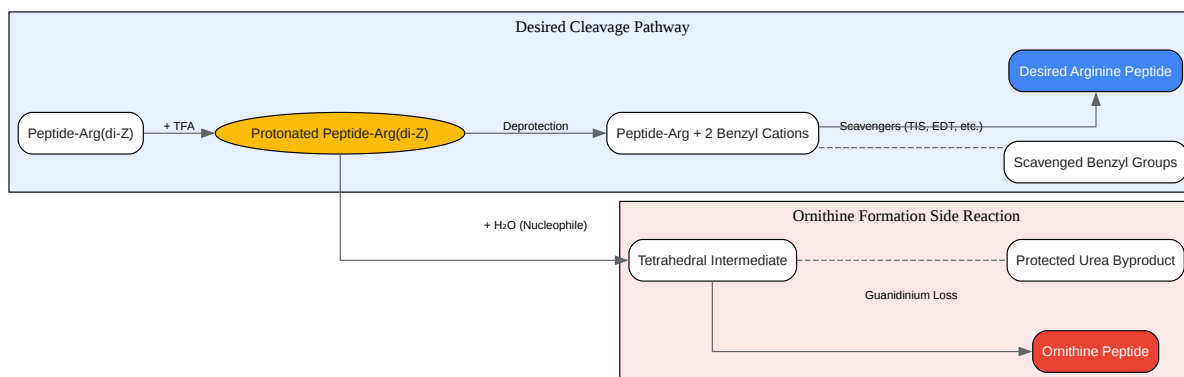 Desired Cleavage Pathway
Desired Arginine Peptide
Peptide-Arg(di-Z)
+ TFA
Protonated Peptide-Arg(di-Z)
Deprotection
Peptide-Arg + 2 Benzyl Cations
Scavengers (TIS, EDT, etc.)
Scavenged Benzyl Groups
+ H₂O (Nucleophile)
Ornithine Formation Side Reaction
Tetrahedral Intermediate
Protected Urea Byproduct
Guanidinium Loss
Ornithine Peptide